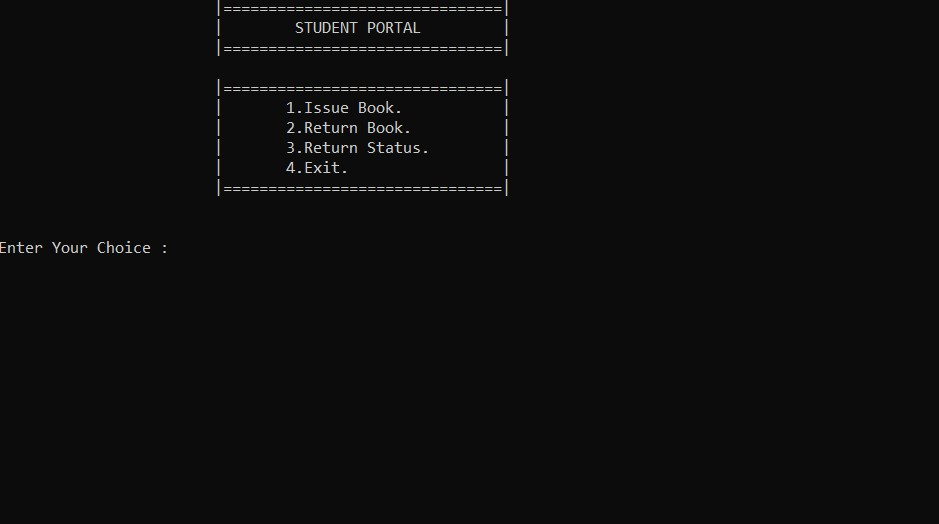 |===============================|
|        STUDENT PORTAL         |
|===============================|
|===============================|
|       1.Issue Book.           |
|       2.Return Book.          |
|       3.Return Status.        |
|       4.Exit.                 |
|===============================|
Enter Your Choice :